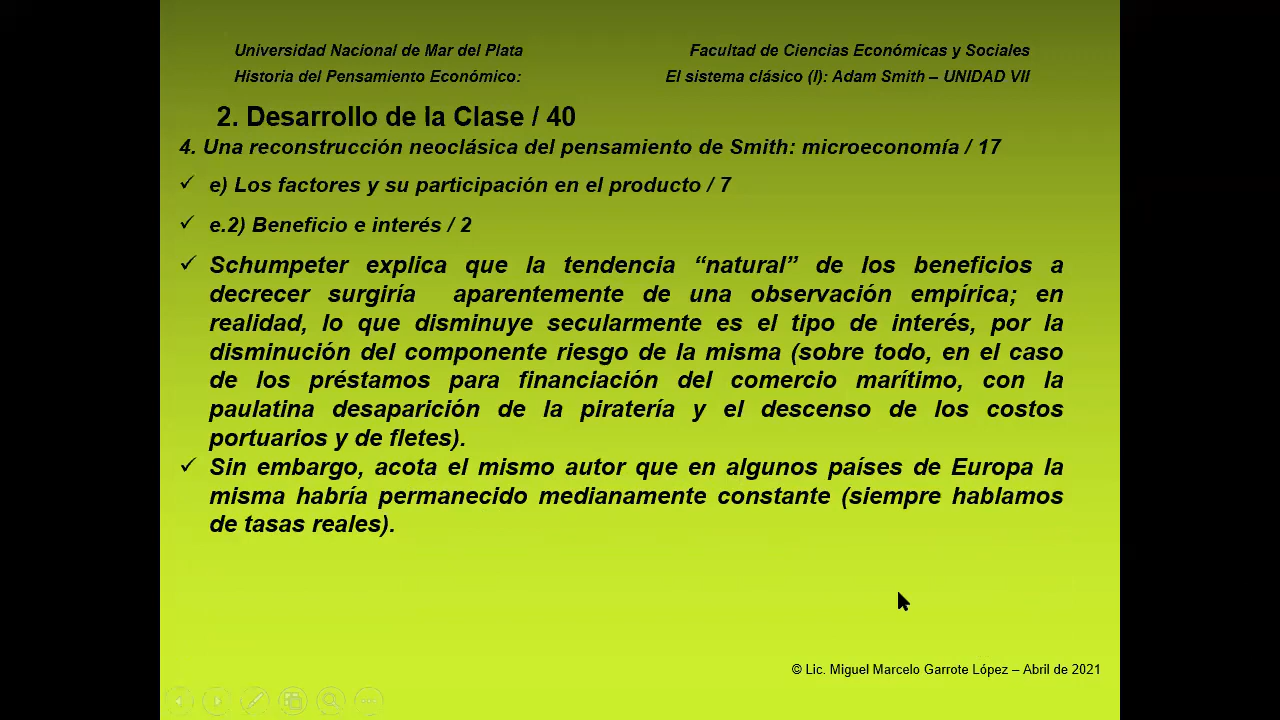 Universidad Nacional de Mar del Plata Facultad de Ciencias Económicas y Sociales
Historia del Pensamiento Económico: El sistema clásico (I): Adam Smith – UNIDAD VII
2. Desarrollo de la Clase / 40
4. Una reconstrucción neoclásica del pensamiento de Smith: microeconomía / 17
✓ e) Los factores y su participación en el producto / 7
✓ e.2) Beneficio e interés / 2
✓ Schumpeter explica que la tendencia “natural” de los beneficios a
decrecer surgiría aparentemente de una observación empírica; en
realidad, lo que disminuye secularmente es el tipo de interés, por la
disminución del componente riesgo de la misma (sobre todo, en el caso
de los préstamos para financiación del comercio marítimo, con la
paulatina desaparición de la piratería y el descenso de los costos
portuarios y de fletes).
✓ Sin embargo, acota el mismo autor que en algunos países de Europa la
misma habría permanecido medianamente constante (siempre hablamos
de tasas reales).
© Lic. Miguel Marcelo Garrote López – Abril de 2021